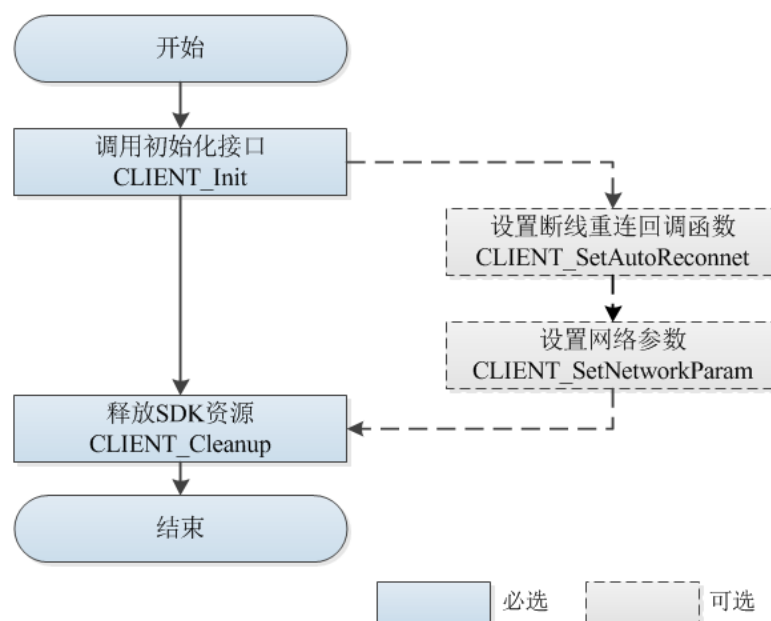 开始
调用初始化接口
CLIENT_Init
设置断线重连回调函数
CLIENT_SetAutoReconnet
设置网络参数
CLIENT_SetNetworkParam
释放SDK资源
CLIENT_Cleanup
结束
必选
可选